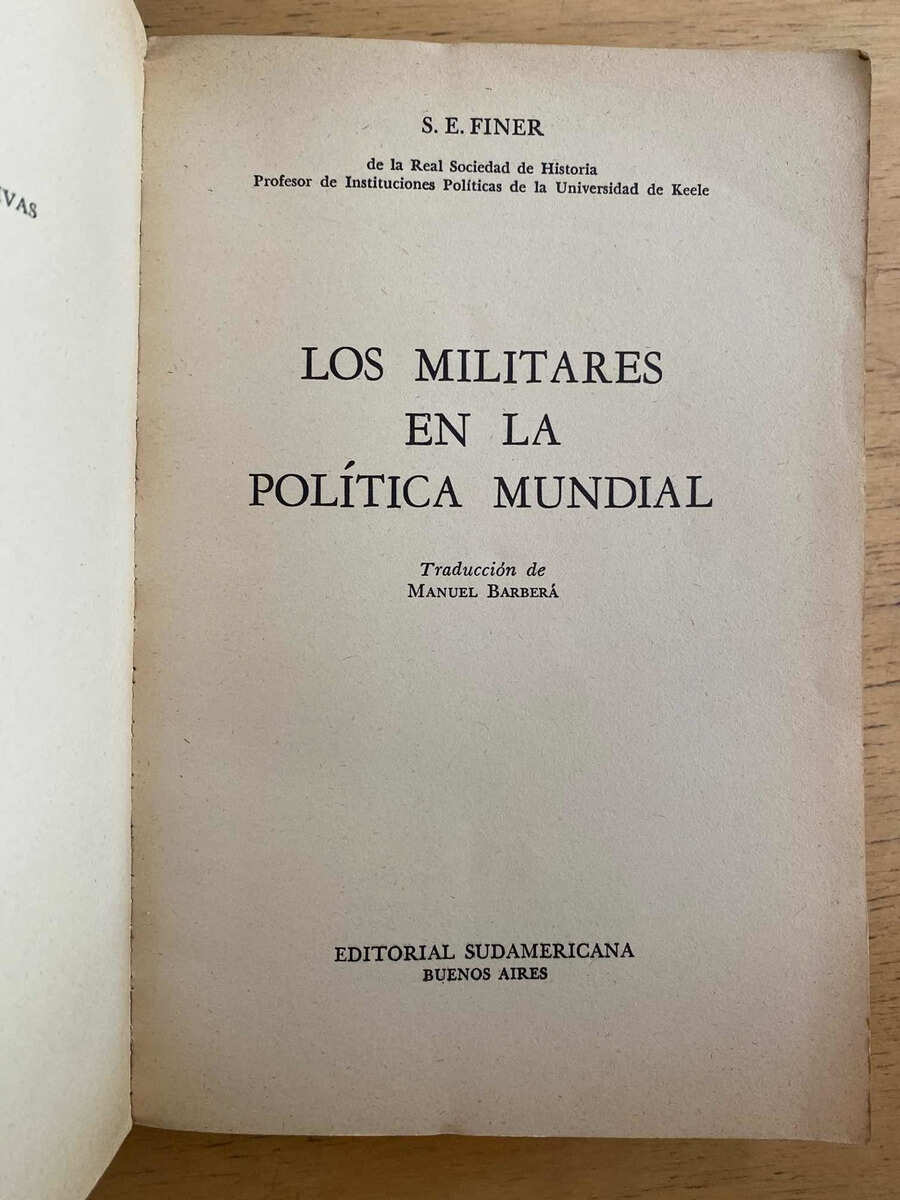 S. E. FINER
de la Real Sociedad de Historia
Profesor de Instituciones Políticas de la Universidad de Keele
LOS MILITARES
EN LA
POLÍTICA MUNDIAL
Traducción de
MANUEL BARBERÁ
EDITORIAL SUDAMERICANA
BUENOS AIRES